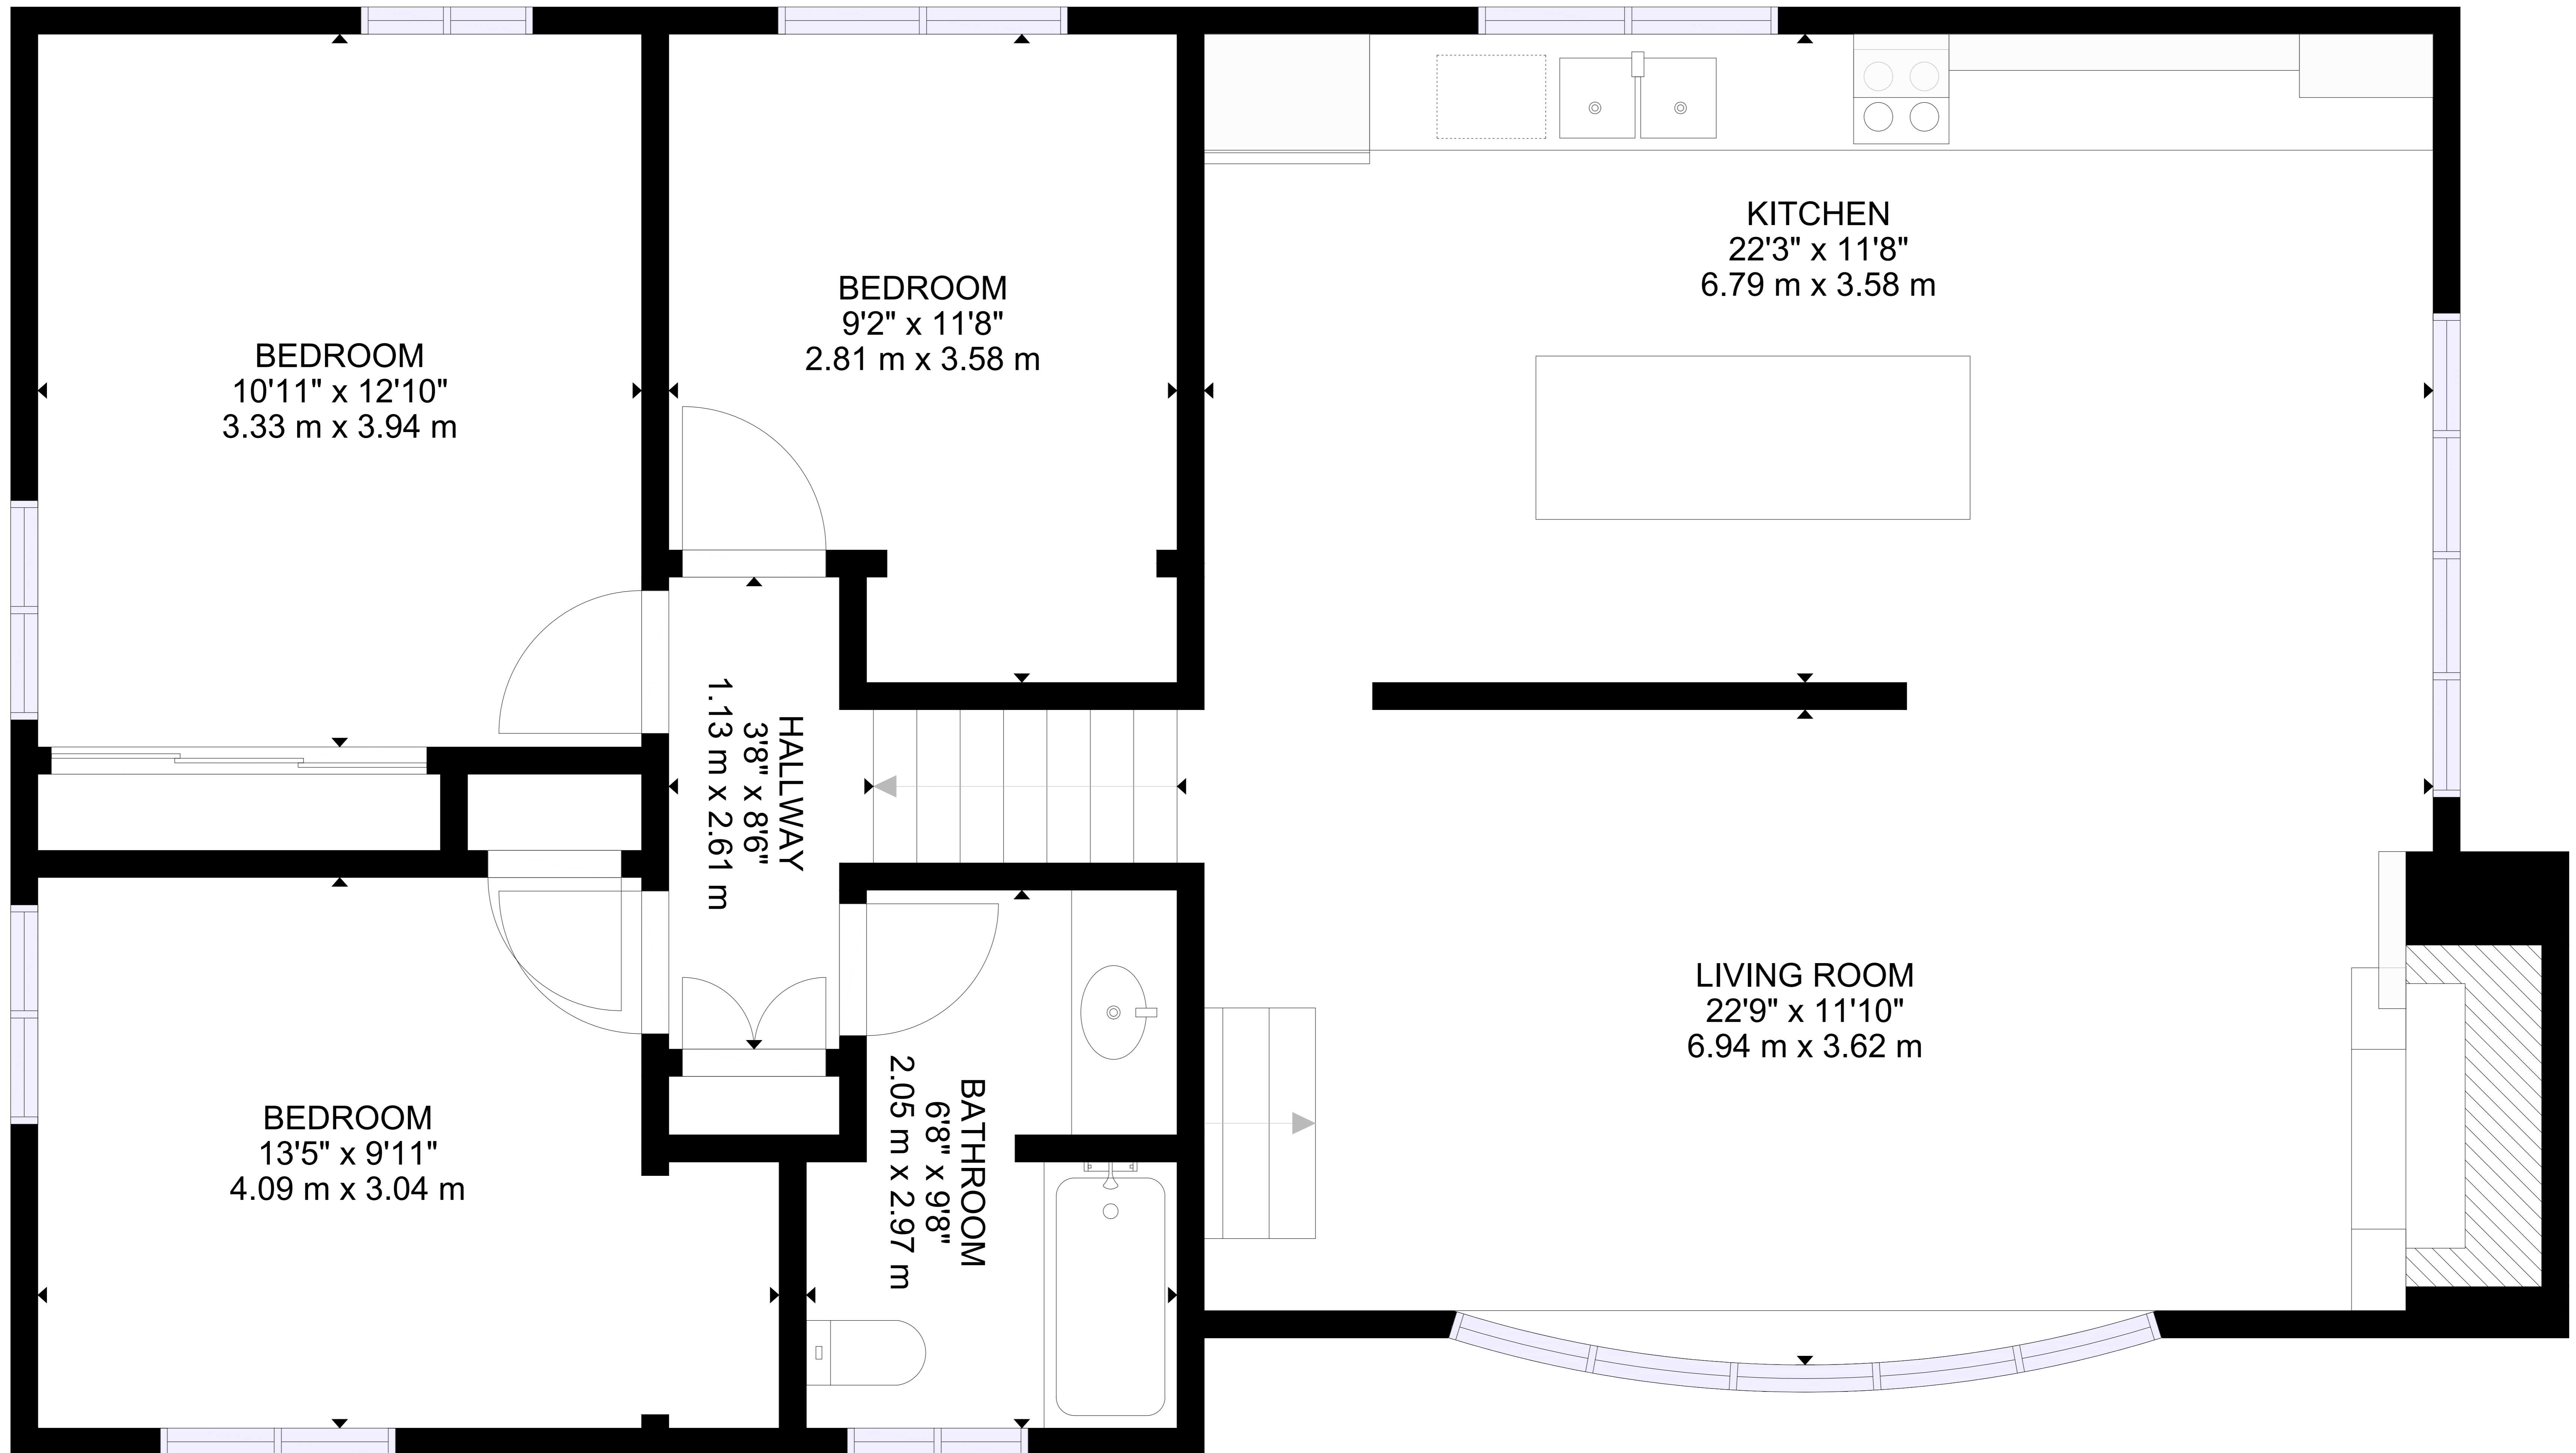 KITCHEN
22'3" x 11'8"
6.79 m x 3.58 m
BEDROOM
9'2" x 11'8"
2.81 m x 3.58 m
BEDROOM
10'11" x 12'10"
3.33 m x 3.94 m
HALLWAY
3'8" x 8'6"
1.13 m x 2.61 m
LIVING ROOM
22'9" x 11'10"
6.94 m x 3.62 m
BATHROOM
6'8" x 9'8"
2.05 m x 2.97 m
BEDROOM
13'5" x 9'11"
4.09 m x 3.04 m